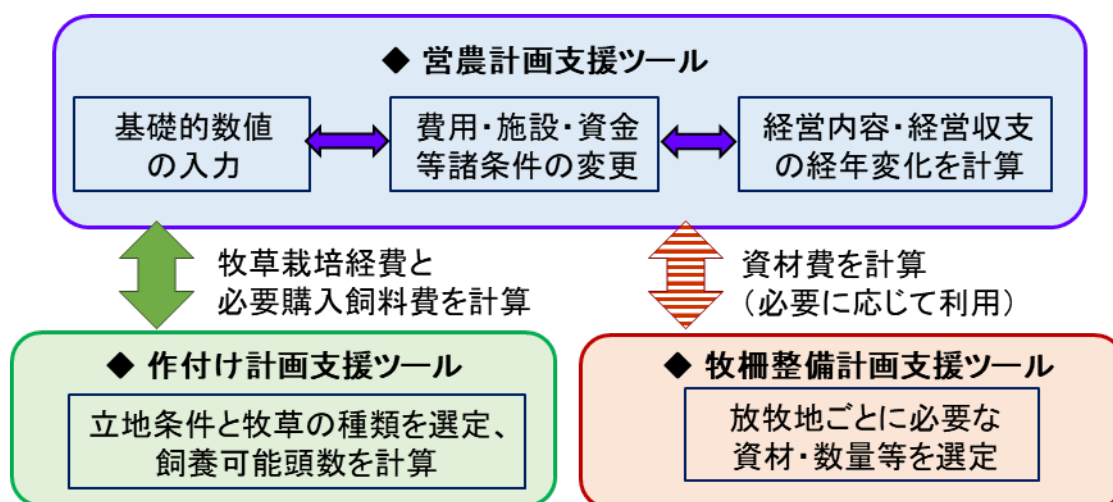 ◆ 営農計画支援ツール
基礎的数値
の入力
費用・施設・資金
等諸条件の変更
経営内容・経営収支
の経年変化を計算
牧草栽培経費と
必要購入飼料費を計算
資材費を計算
（必要に応じて利用）
◆ 作付け計画支援ツール
立地条件と牧草の種類を選定、
飼養可能頭数を計算
◆ 牧柵整備計画支援ツール
放牧地ごとに必要な
資材・数量等を選定